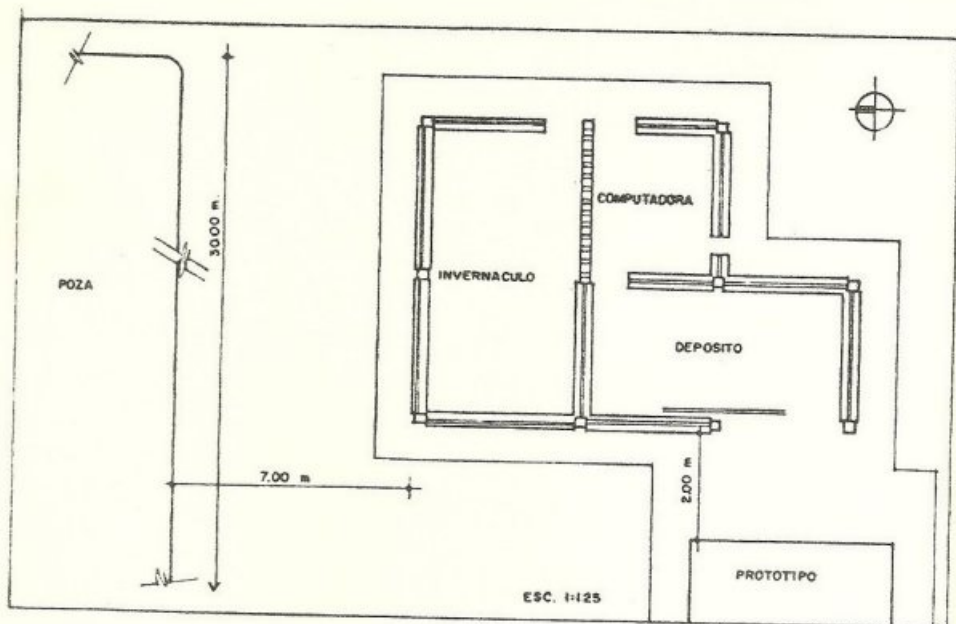 30.00 m.
COMPUTADORA
INVERNACULO
POZA
DEPOSITO
7.00 m
2.00 m
PROTOTIPO
ESC. 1:125